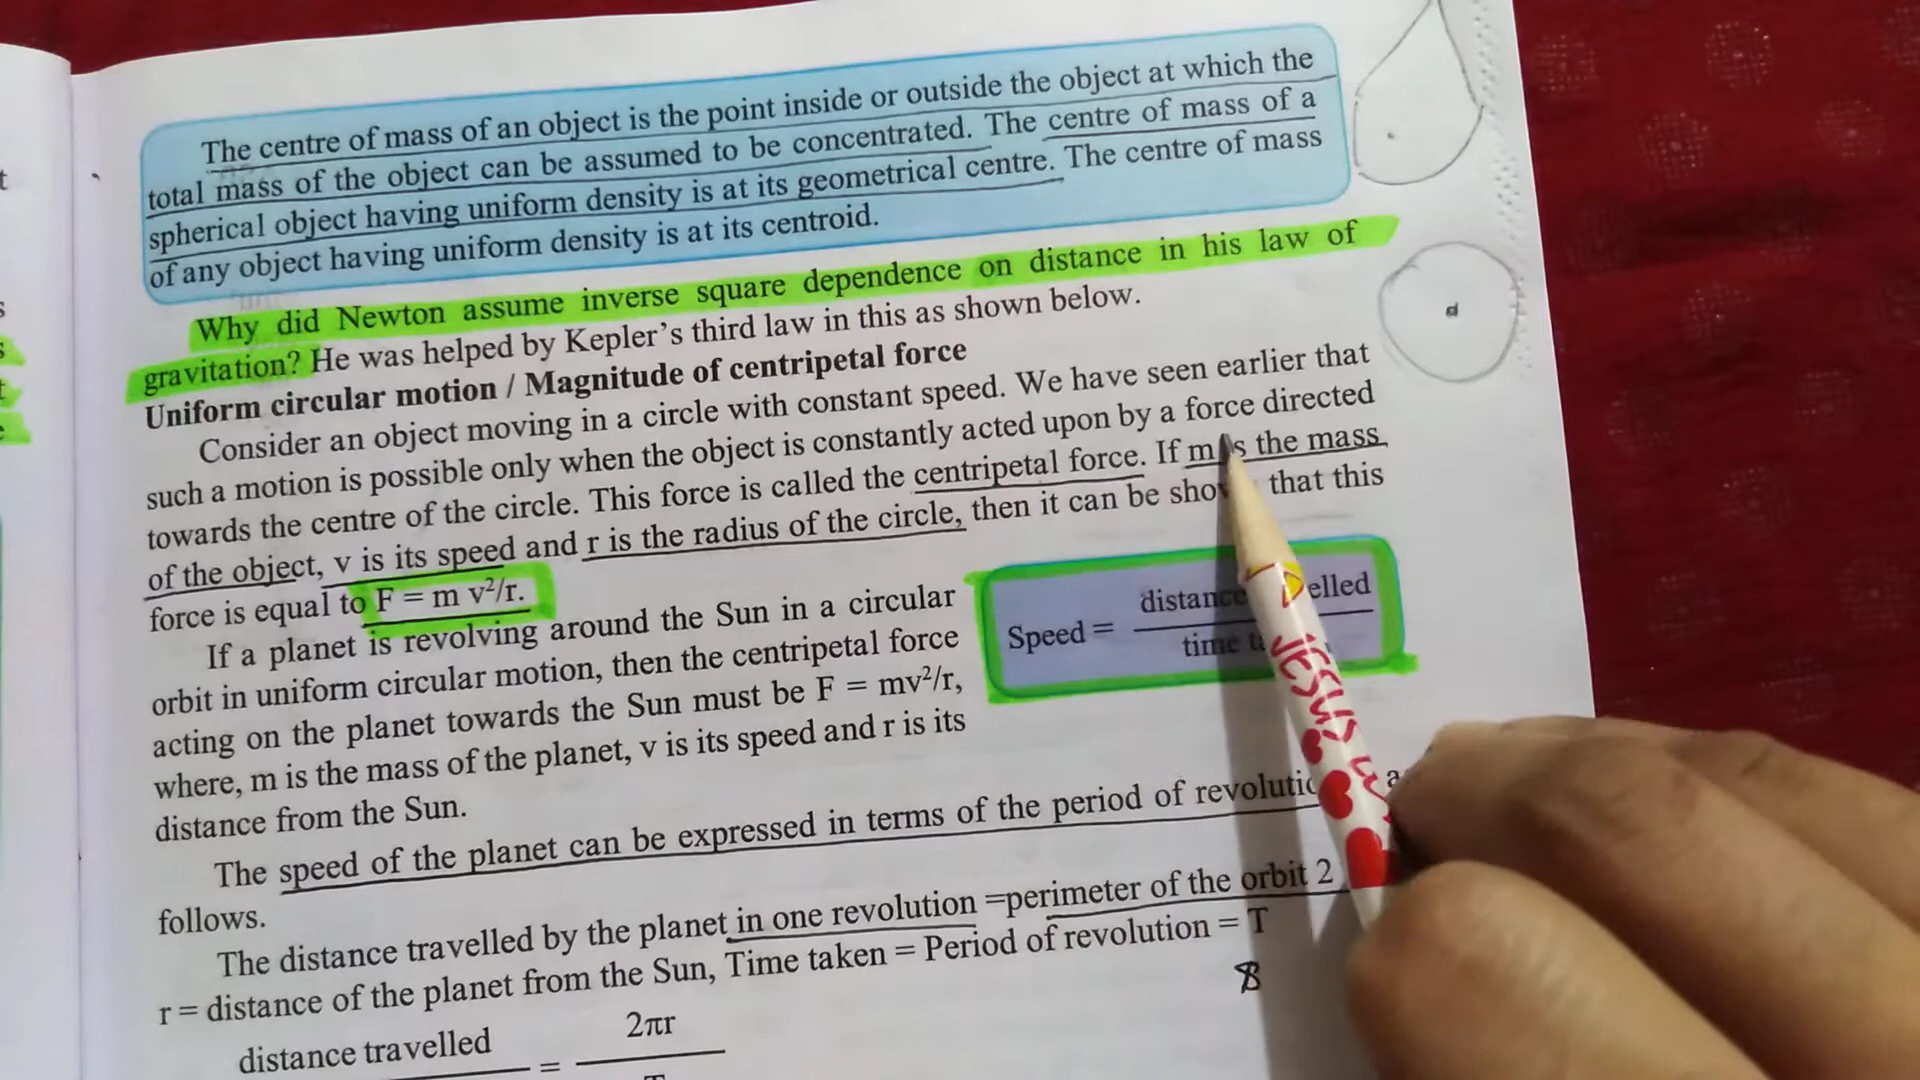 The centre of mass of an object is the point inside or outside the object at which the
total mass of the object can be assumed to be concentrated. The centre of mass of a
spherical object having uniform density is at its geometrical centre. The centre of mass
of any object having uniform density is at its centroid.
Why did Newton assume inverse square dependence on distance in his law of
gravitation? He was helped by Kepler's third law in this as shown below.
Uniform circular motion / Magnitude of centripetal force
Consider an object moving in a circle with constant speed. We have seen earlier that
such a motion is possible only when the object is constantly acted upon by a force directed
towards the centre of the circle. This force is called the centripetal force. If m is the mass
of the object, v is its speed and r is the radius of the circle, then it can be that this
force is equal to F = m v²/r.
If a planet is revolving around the Sun in a circular
orbit in uniform circular motion, then the centripetal force
acting on the planet towards the Sun must be F = mv²/r,
where, m is the mass of the planet, v is its speed and r is its
distance from the Sun.
Speed = distance
time
The speed of the planet can be expressed in terms of the period of
follows.
The distance travelled by the planet in one revolution =perimeter of the orbit 2
r = distance of the planet from the Sun, Time taken = Period of revolution = T
distance travelled = 2πr
JESUS